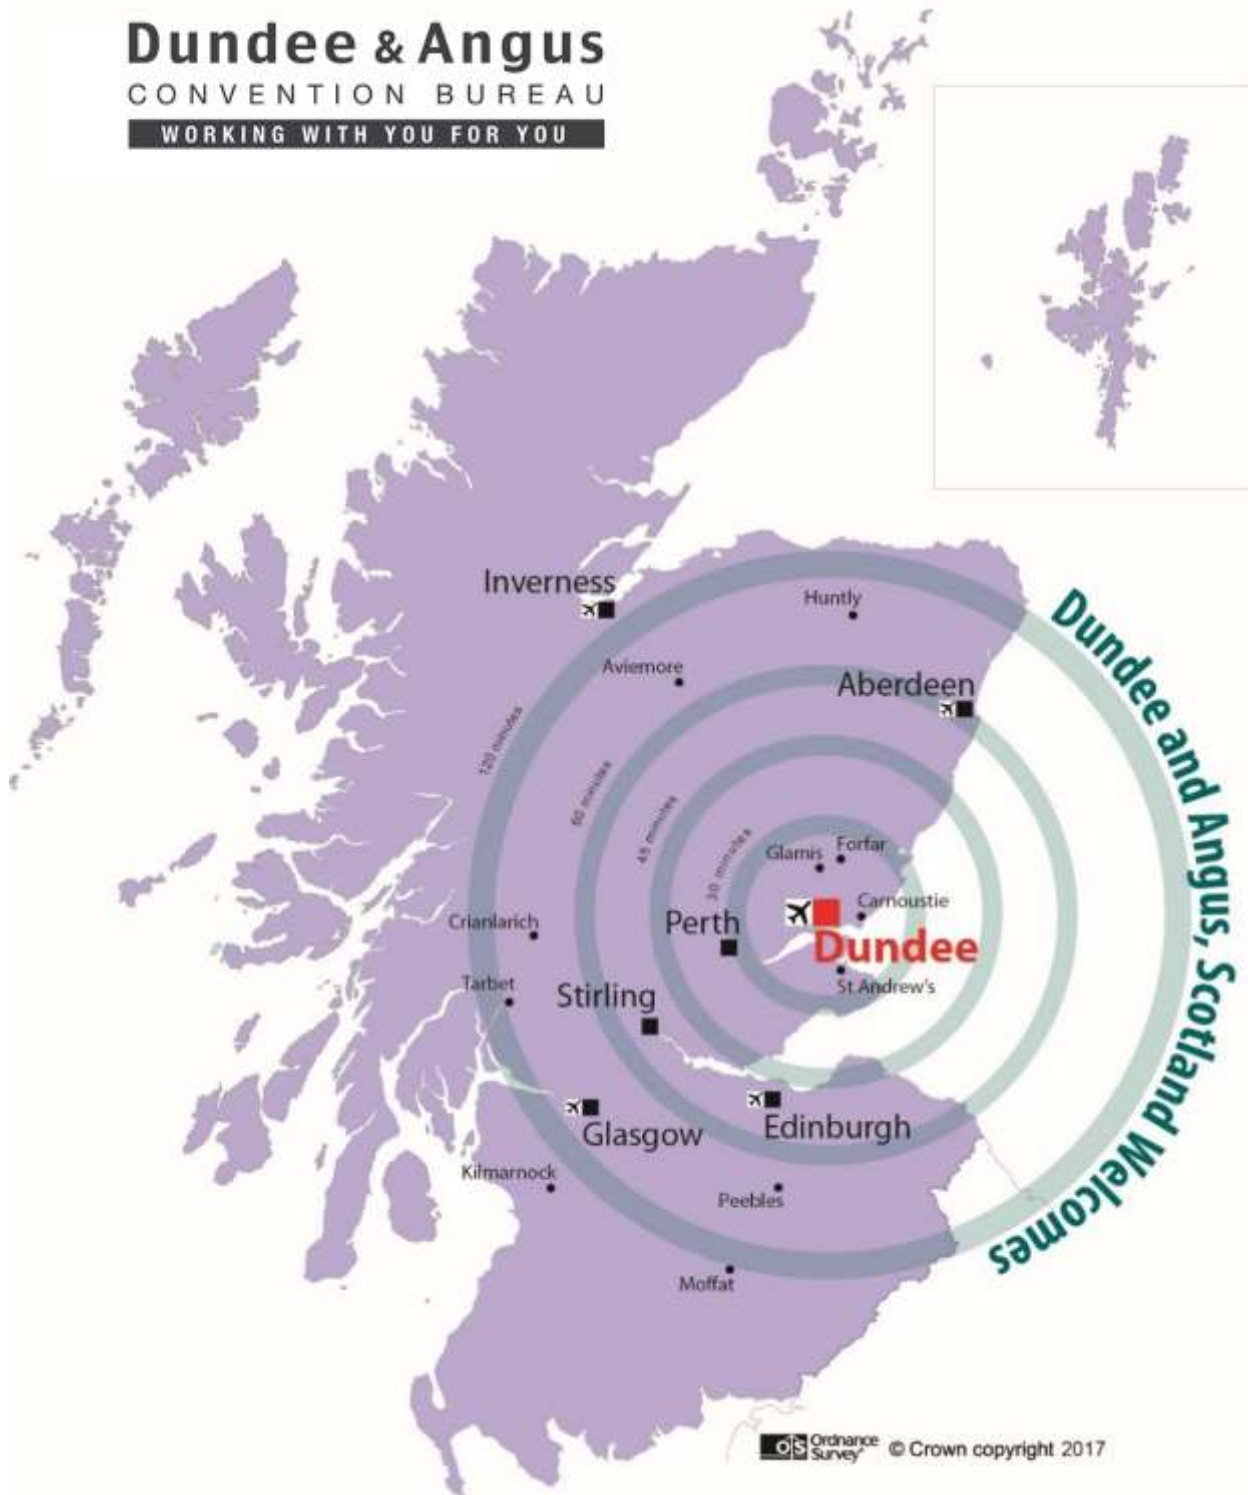 Dundee & Angus
CONVENTION BUREAU
WORKING WITH YOU FOR YOU
Inverness
Huntly
Aviemore
Aberdeen
120 minutes
60 minutes
45 minutes
30 minutes
Glamis
Forfar
Carnoustie
Crianlarich
Perth
Dundee
Tarbet
Stirling
St Andrew's
Glasgow
Edinburgh
Kilmarnock
Peebles
Moffat
Dundee and Angus, Scotland Welcomes
OS Ordnance
Survey
© Crown copyright 2017